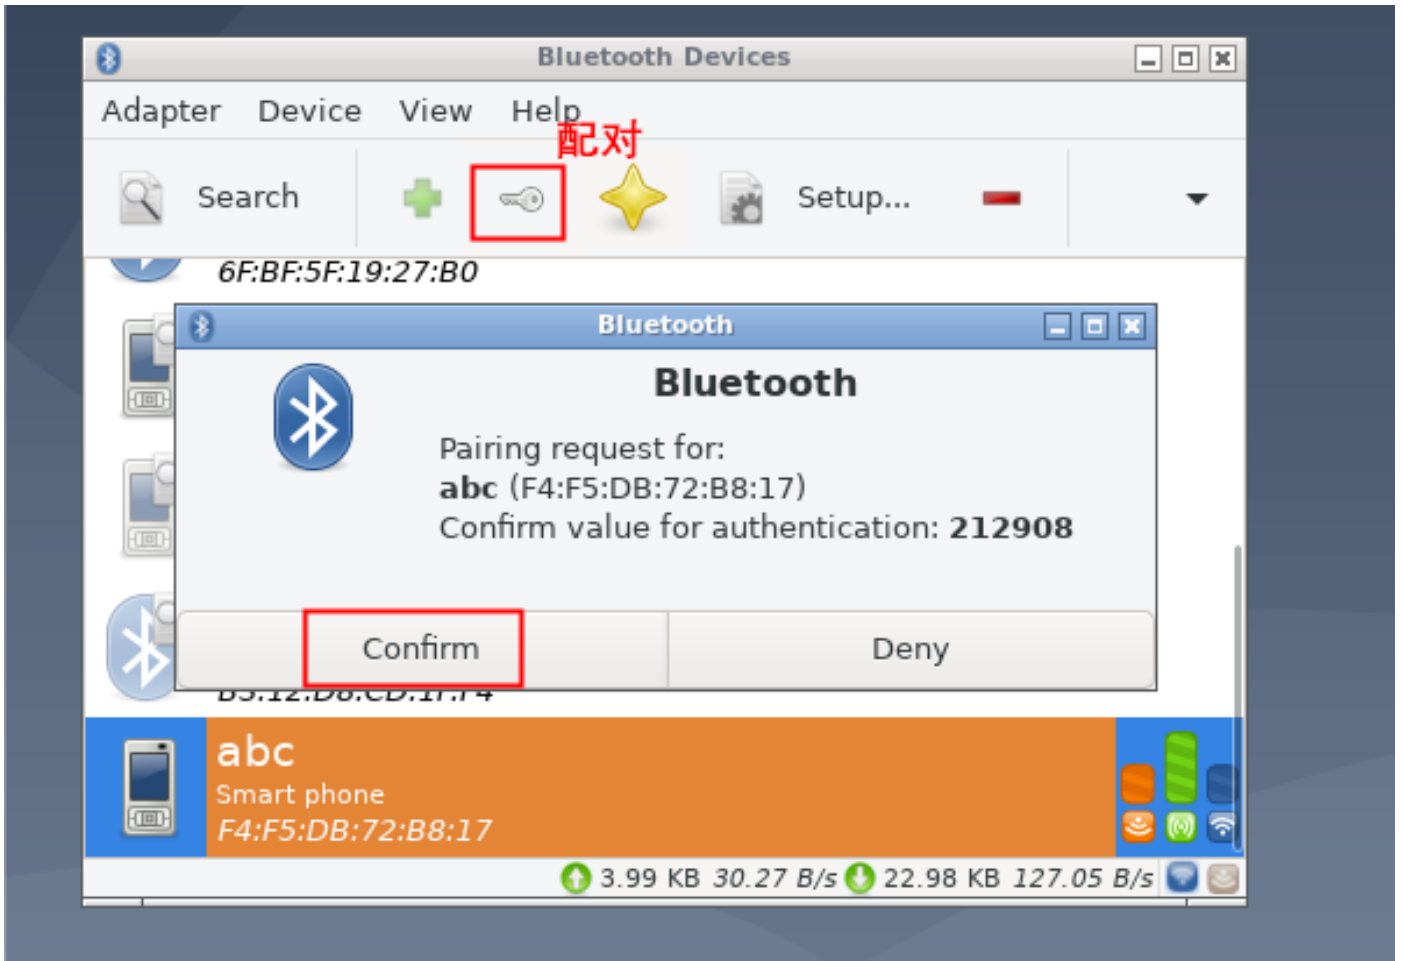 Bluetooth Devices
Adapter Device View Help
配对
Search Setup...
6F:BF:5F:19:27:B0
Bluetooth
Bluetooth
Pairing request for:
abc (F4:F5:DB:72:B8:17)
Confirm value for authentication: 212908
Confirm Deny
abc
Smart phone
F4:F5:DB:72:B8:17
3.99 KB 30.27 B/s 22.98 KB 127.05 B/s